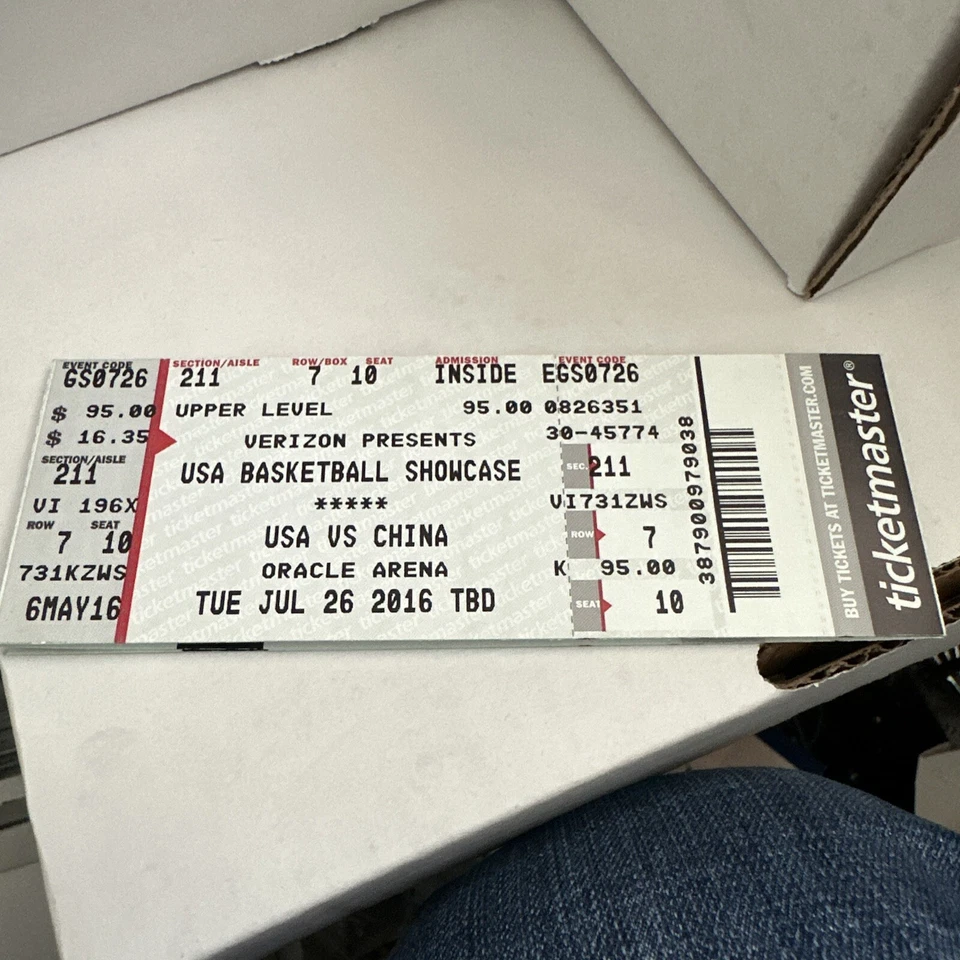 EVENT CODE
GS0726
$ 95.00
$ 16.35
SECTION/AISLE
211
VI 196X
ROW SEAT
7 10
731KZWS
6MAY16
SECTION/AISLE ROW/BOX SEAT ADMISSION
211 7 10 INSIDE
UPPER LEVEL 95.00
VERIZON PRESENTS
USA BASKETBALL SHOWCASE
*****
USA VS CHINA
ORACLE ARENA
TUE JUL 26 2016 TBD
EVENT CODE
EGS0726
0826351
30-45774
SEC. 211
VI731ZWS
ROW 7
K 95.00
SEAT 10
387900979038
BUY TICKETS AT TICKETMASTER.COM
ticketmaster®